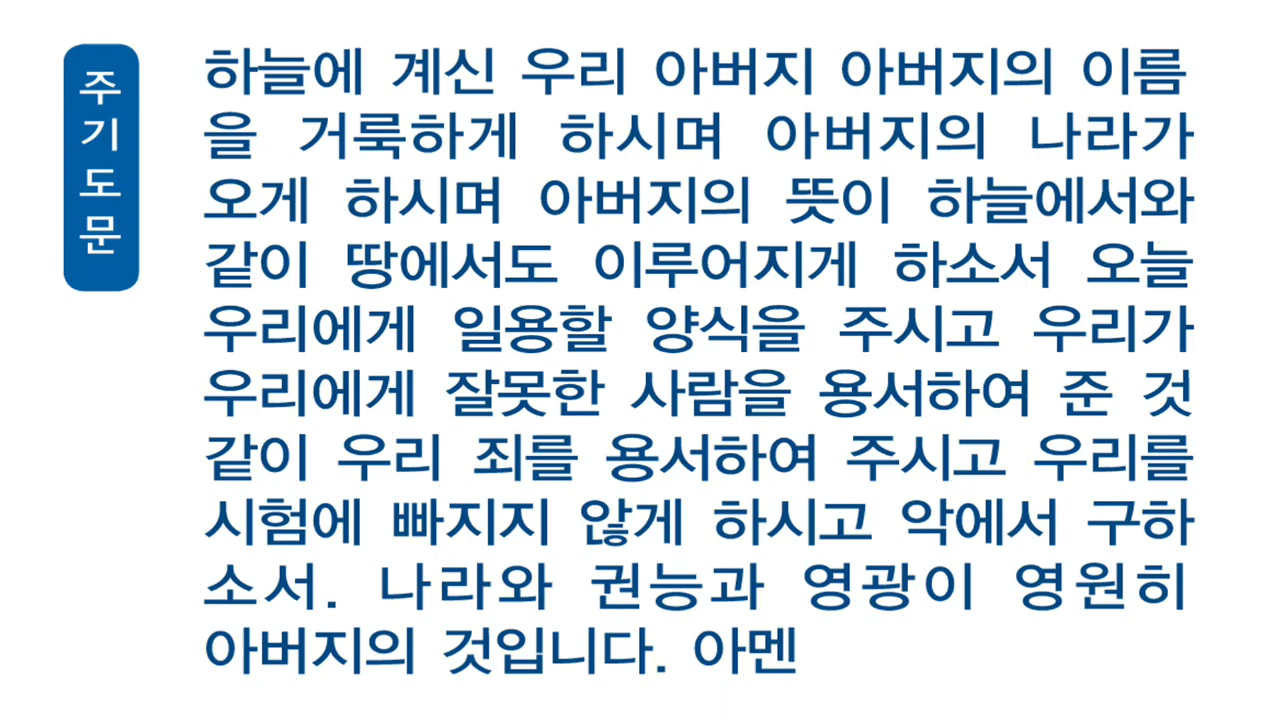 주기도문
하늘에 계신 우리 아버지 아버지의 이름
을 거룩하게 하시며 아버지의 나라가
오게 하시며 아버지의 뜻이 하늘에서와
같이 땅에서도 이루어지게 하소서 오늘
우리에게 일용할 양식을 주시고 우리가
우리에게 잘못한 사람을 용서하여 준 것
같이 우리 죄를 용서하여 주시고 우리를
시험에 빠지지 않게 하시고 악에서 구하
소서. 나라와 권능과 영광이 영원히
아버지의 것입니다. 아멘